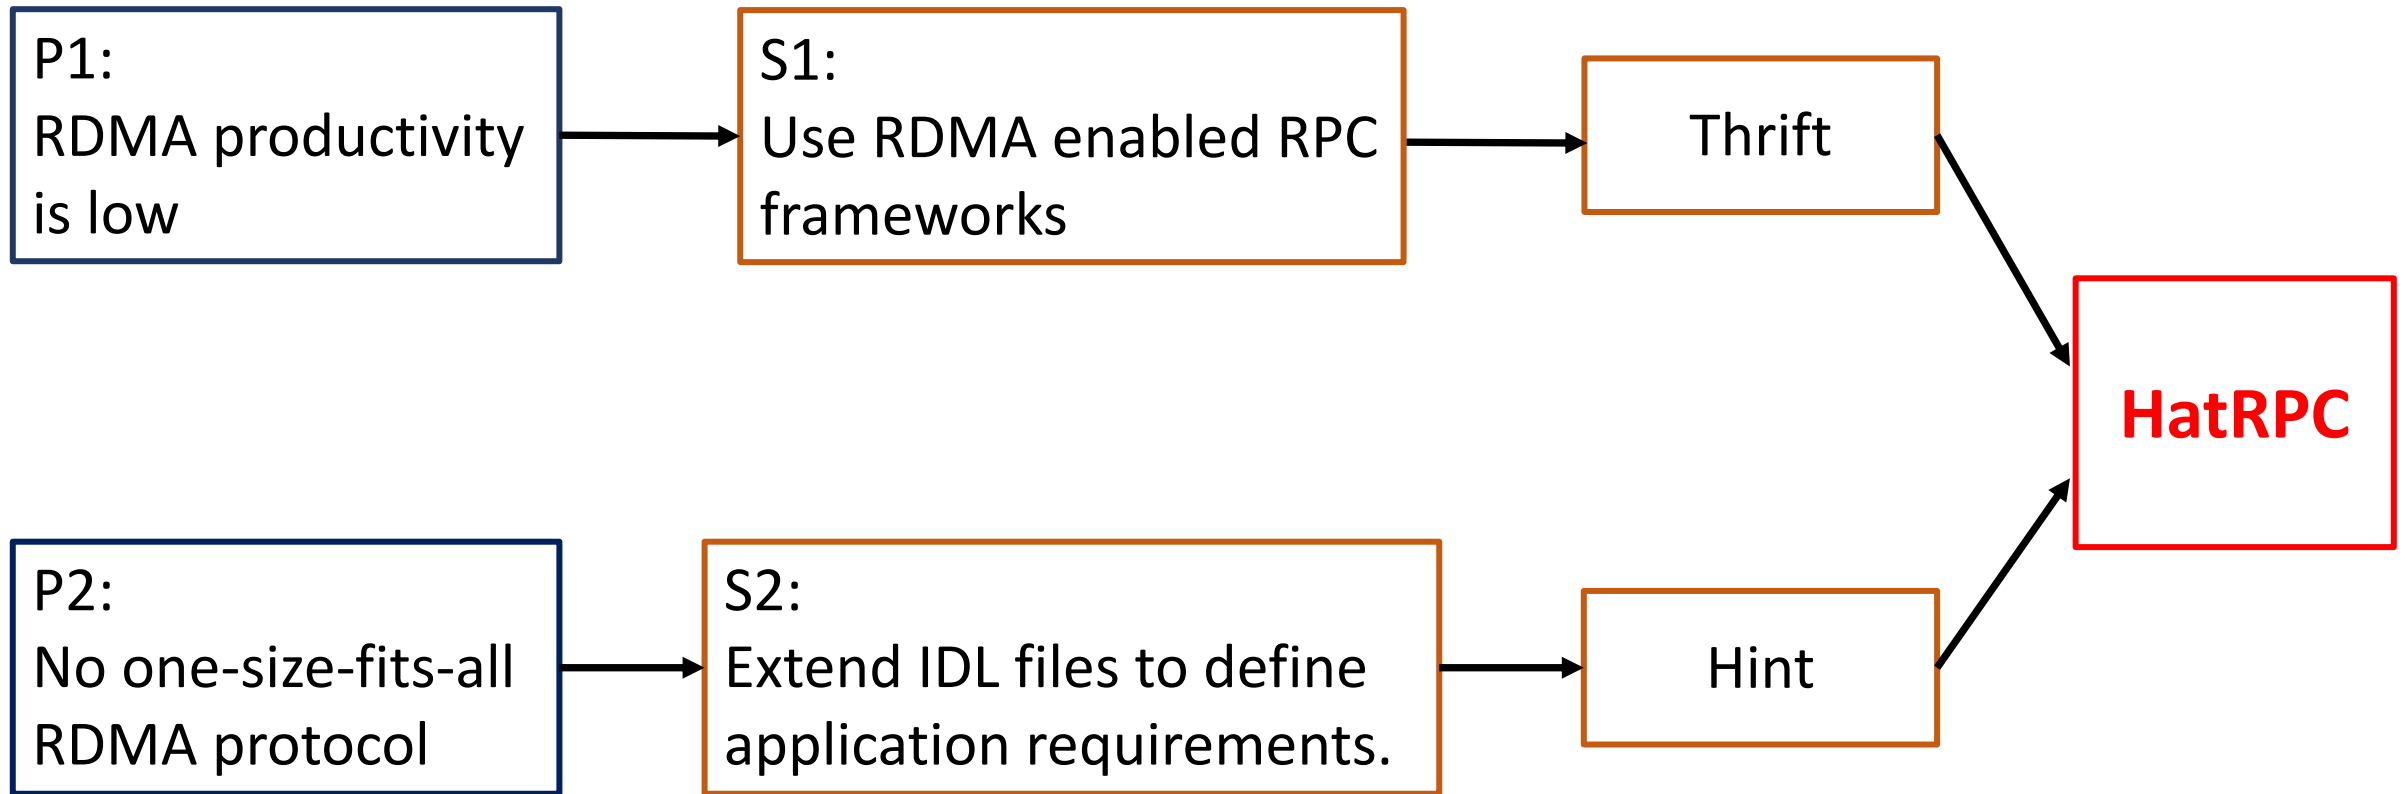 P1:
RDMA productivity
is low
S1:
Use RDMA enabled RPC
frameworks
Thrift
HatRPC
P2:
No one-size-fits-all
RDMA protocol
S2:
Extend IDL files to define
application requirements.
Hint